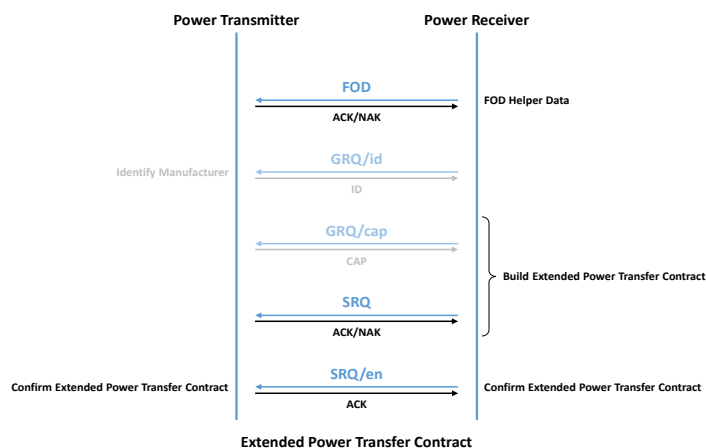 Power Transmitter
Power Receiver
FOD
FOD Helper Data
ACK/NAK
GRQ/id
Identify Manufacturer
ID
GRQ/cap
CAP
Build Extended Power Transfer Contract
SRQ
ACK/NAK
SRQ/en
Confirm Extended Power Transfer Contract
Confirm Extended Power Transfer Contract
ACK
Extended Power Transfer Contract